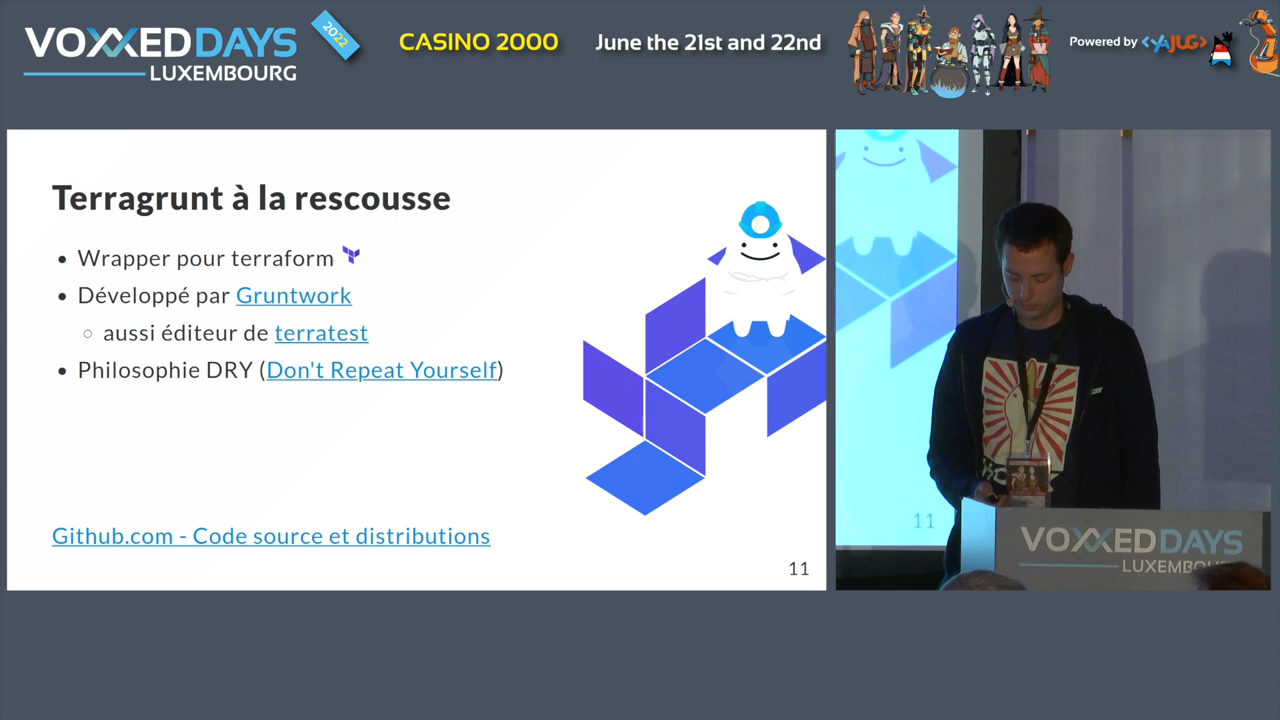 VOXXEDDAYS
LUXEMBOURG
2022
CASINO 2000
June the 21st and 22nd
Powered by <YAJUG>
Terragrunt à la rescousse
• Wrapper pour terraform
• Développé par Gruntwork
○ aussi éditeur de terratest
• Philosophie DRY (Don't Repeat Yourself)
Github.com - Code source et distributions
11
11
VOXXEDDAYS
LUXEMBOURG